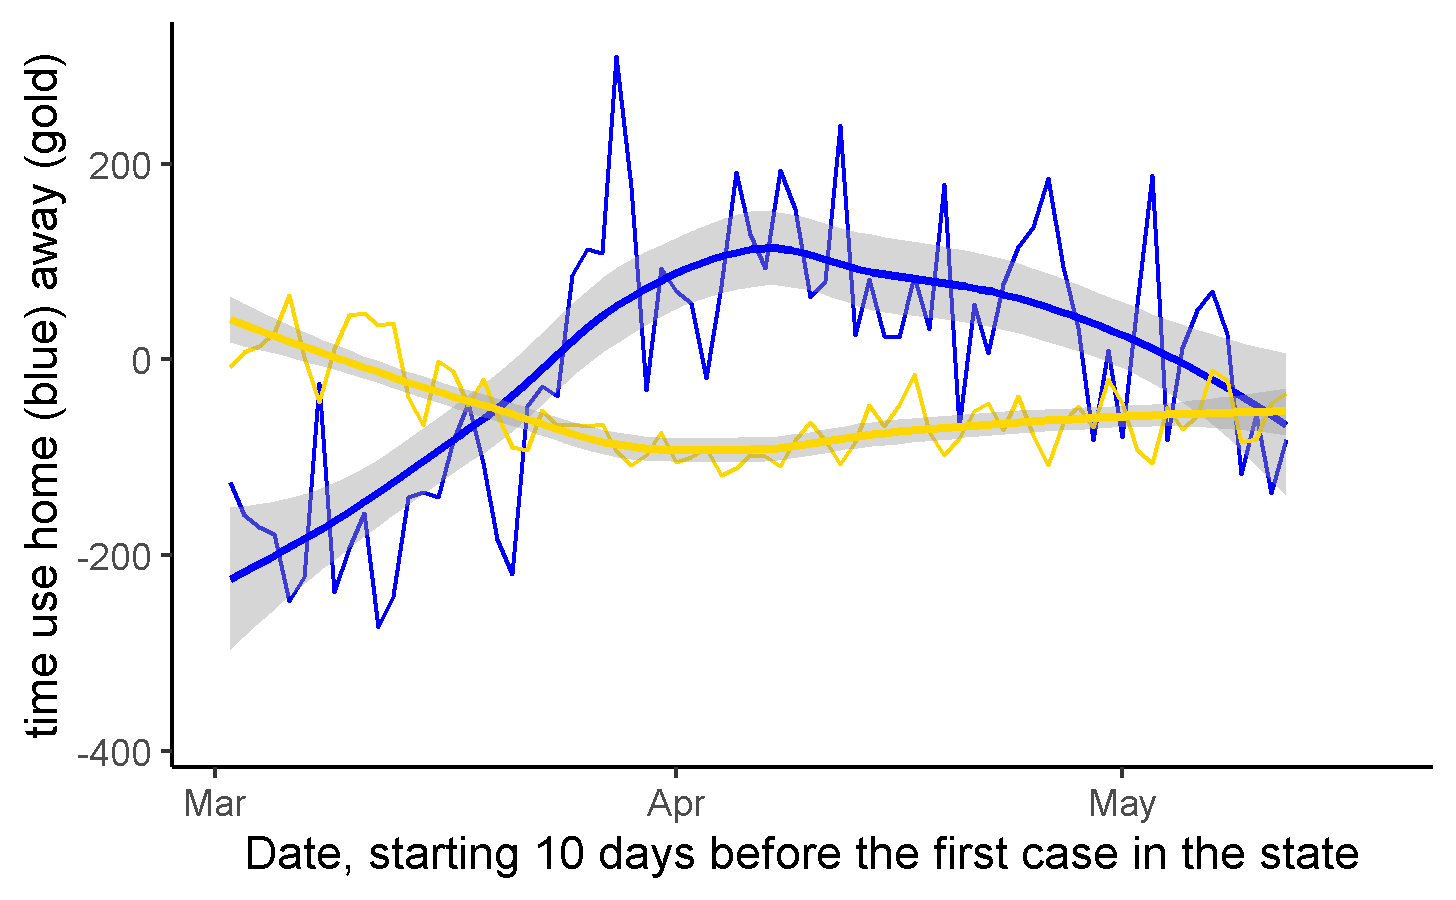 time use home (blue) away (gold)
200
0
-200
-400
Mar
Apr
May
Date, starting 10 days before the first case in the state